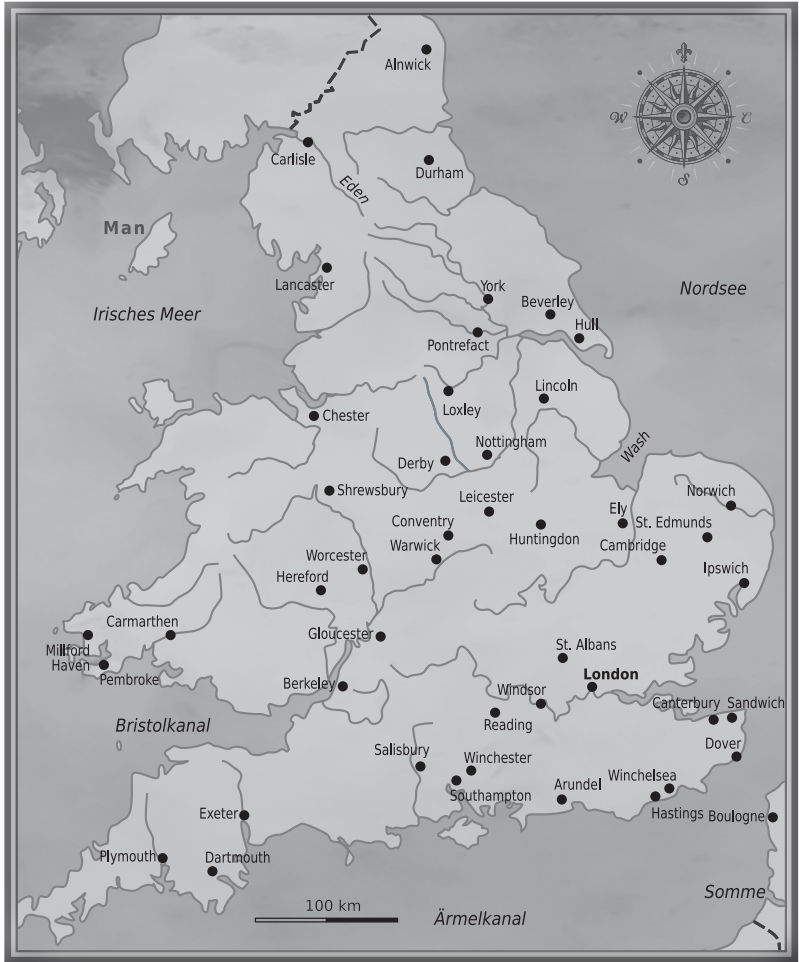 Alnwick
W
C
S
Carlisle
Durham
Eden
Man
Lancaster
York
Nordsee
Irisches Meer
Beverley
Hull
Pontrefact
Lincoln
Loxley
Chester
Nottingham
Wash
Derby
Shrewsbury
Norwich
Leicester
Ely
St. Edmunds
Coventry
Huntingdon
Warwick
Cambridge
Worcester
Hereford
Ipswich
Carmarthen
Gloucester
Millford
Haven
St. Albans
Pembroke
London
Berkeley
Windsor
Canterbury
Sandwich
Bristolkanal
Reading
Dover
Salisbury
Winchester
Southampton
Arundel
Winchelsea
Exeter
Hastings
Boulogne
Plymouth
Dartmouth
Somme
100 km
Ärmelkanal